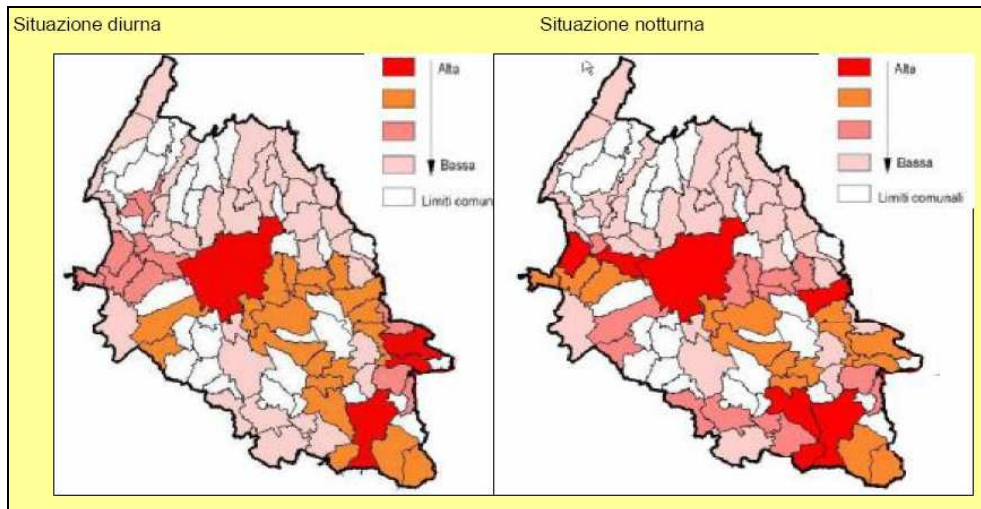 Situazione diurna
Situazione notturna
Alta
Bassa
Limiti comun
Alta
Bassa
Limiti comunali